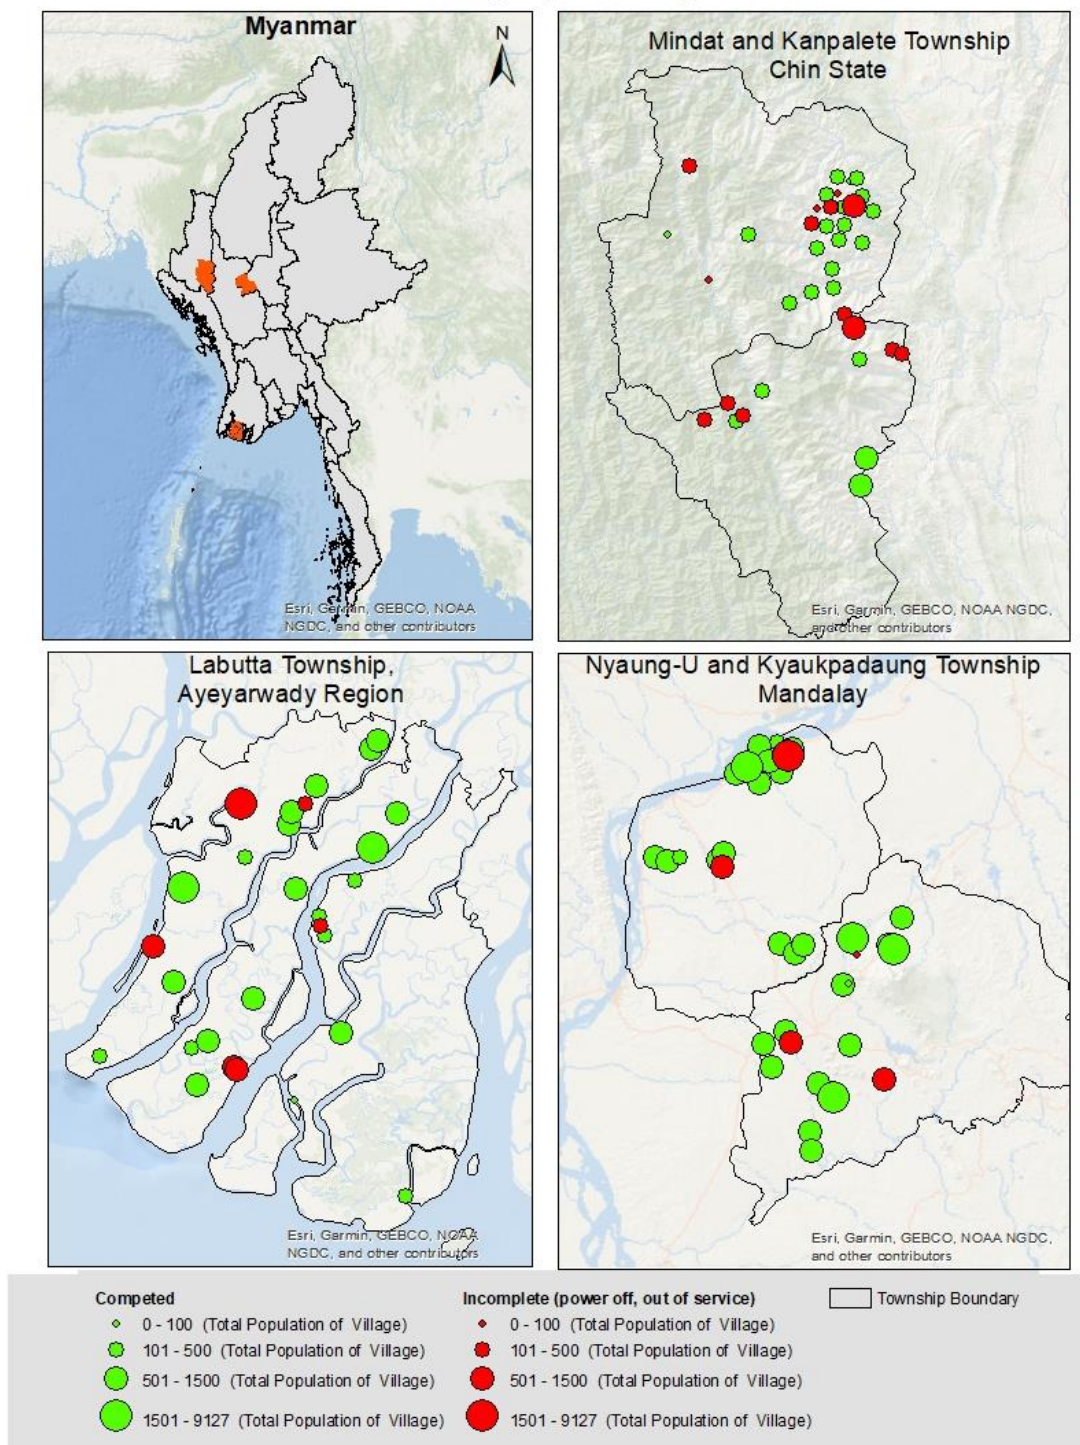 Myanmar
N
Esri, Garmin, GEBCO, NOAA
NGDC, and other contributors
Mindat and Kanpalete Township
Chin State
Esri, Garmin, GEBCO, NOAA NGDC,
and other contributors
Labutta Township,
Ayeyarwady Region
Esri, Garmin, GEBCO, NOAA
NGDC, and other contributors
Nyaung-U and Kyaukpadaung Township
Mandalay
Esri, Garmin, GEBCO, NOAA NGDC,
and other contributors
Competed
0 - 100 (Total Population of Village)
101 - 500 (Total Population of Village)
501 - 1500 (Total Population of Village)
1501 - 9127 (Total Population of Village)
Incomplete (power off, out of service)
0 - 100 (Total Population of Village)
101 - 500 (Total Population of Village)
501 - 1500 (Total Population of Village)
1501 - 9127 (Total Population of Village)
Township Boundary